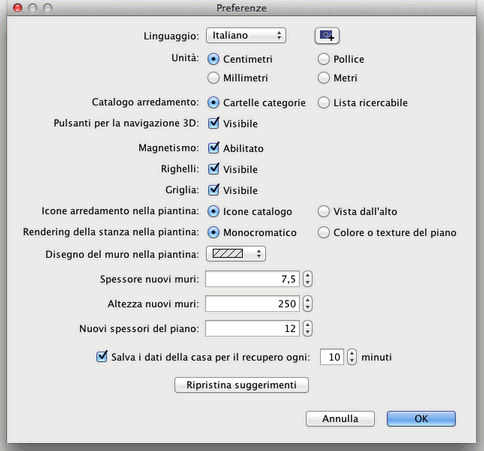 Preferenze
Linguaggio: Italiano
Unità: Centimetri Pollice
Millimetri Metri
Catalogo arredamento: Cartelle categorie Lista ricercabile
Pulsanti per la navigazione 3D: Visibile
Magnetismo: Abilitato
Righelli: Visibile
Griglia: Visibile
Icone arredamento nella piantina: Icone catalogo Vista dall'alto
Rendering della stanza nella piantina: Monocromatico Colore o texture del piano
Disegno del muro nella piantina:
Spessore nuovi muri: 7,5
Altezza nuovi muri: 250
Nuovi spessori del piano: 12
Salva i dati della casa per il recupero ogni: 10 minuti
Ripristina suggerimenti
Annulla OK